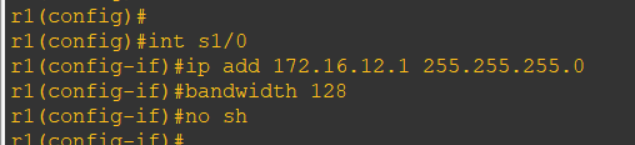 r1(config)#
r1(config)#int s1/0
r1(config-if)#ip add 172.16.12.1 255.255.255.0
r1(config-if)#bandwidth 128
r1(config-if)#no sh
r1(config-if)#